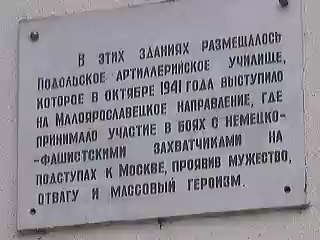 В ЭТИХ ЗДАНИЯХ РАЗМЕЩАЛОСЬ
ПОДОЛЬСКОЕ АРТИЛЛЕРИЙСКОЕ УЧИЛИЩЕ,
КОТОРОЕ В ОКТЯБРЕ 1941 ГОДА ВЫСТУПИЛО
НА МАЛОЯРОСЛАВЕЦКОЕ НАПРАВЛЕНИЕ, ГДЕ
ПРИНИМАЛО УЧАСТИЕ В БОЯХ С НЕМЕЦКО-
-ФАШИСТСКИМИ ЗАХВАТЧИКАМИ НА
ПОДСТУПАХ К МОСКВЕ, ПРОЯВИВ МУЖЕСТВО,
ОТВАГУ И МАССОВЫЙ ГЕРОИЗМ.